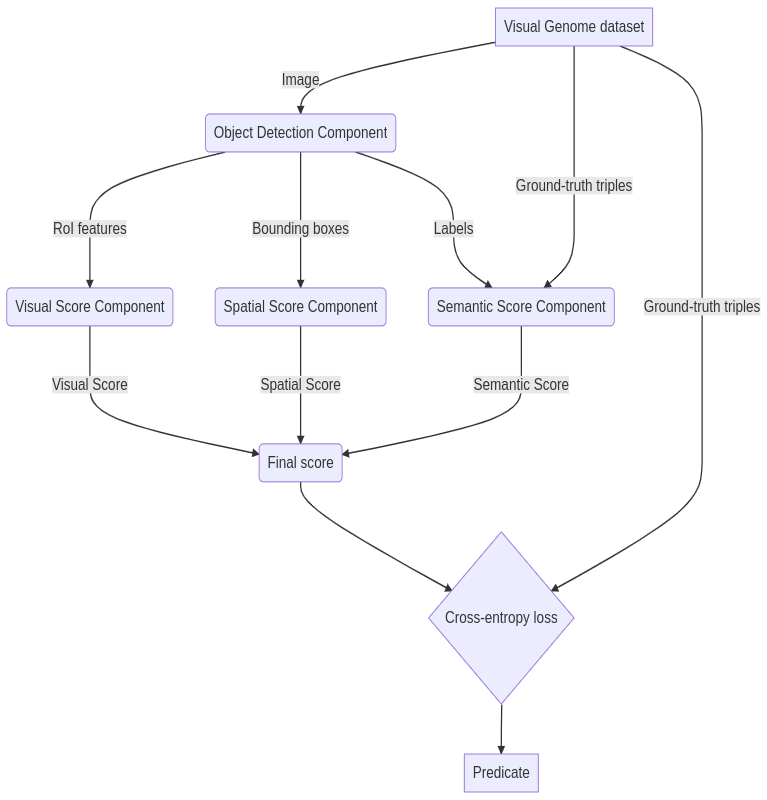 Visual Genome dataset
Image
Object Detection Component
Ground-truth triples
RoI features
Bounding boxes
Labels
Visual Score Component
Spatial Score Component
Semantic Score Component
Ground-truth triples
Visual Score
Spatial Score
Semantic Score
Final score
Cross-entropy loss
Predicate